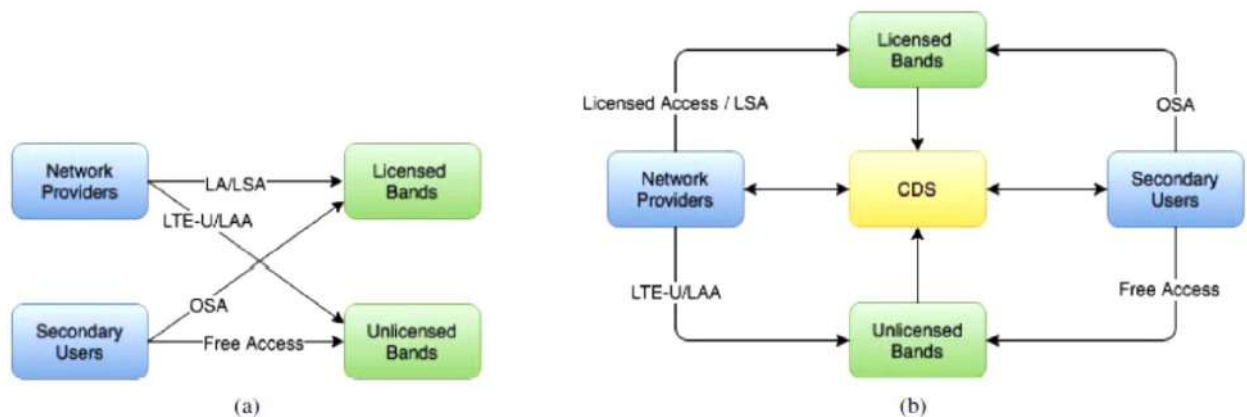 Network
Providers
LA/LSA
Licensed
Bands
LTE-U/LAA
OSA
Secondary
Users
Free Access
Unlicensed
Bands
(a)
Licensed
Bands
Licensed Access / LSA
OSA
Network
Providers
CDS
Secondary
Users
LTE-U/LAA
Free Access
Unlicensed
Bands
(b)